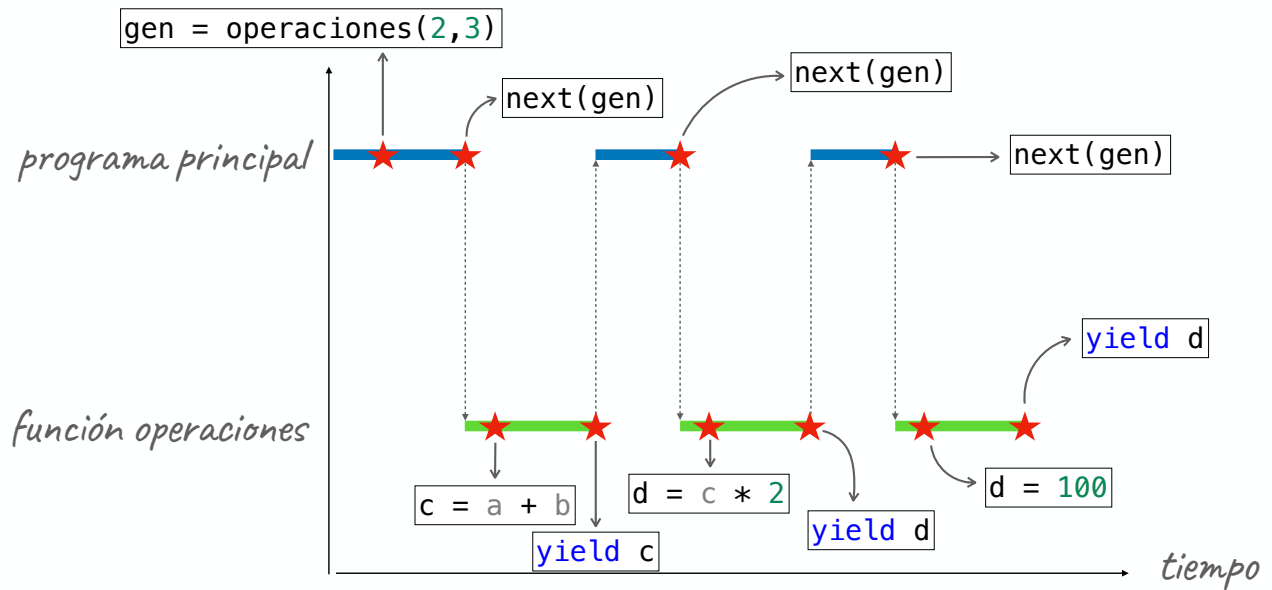 gen = operaciones(2,3)
next(gen)
next(gen)
programa principal
next(gen)
yield d
función operaciones
c = a + b
d = c * 2
d = 100
yield d
yield c
tiempo